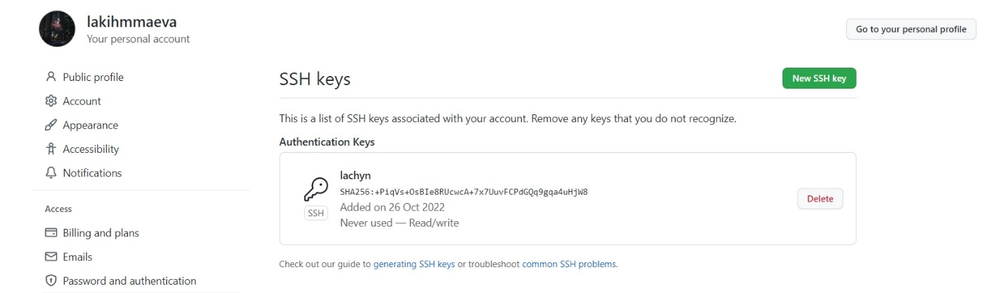 lakihmmaeva
Your personal account
Go to your personal profile
Public profile
Account
Appearance
Accessibility
Notifications
Access
Billing and plans
Emails
Password and authentication
SSH keys
New SSH key
This is a list of SSH keys associated with your account. Remove any keys that you do not recognize.
Authentication Keys
SSH
lachyn
SHA256:+PiqVs+OsBIe8RUcwcA+7x7UuvFCPdGQq9gqa4uHjW8
Added on 26 Oct 2022
Never used — Read/write
Delete
Check out our guide to generating SSH keys or troubleshoot common SSH problems.